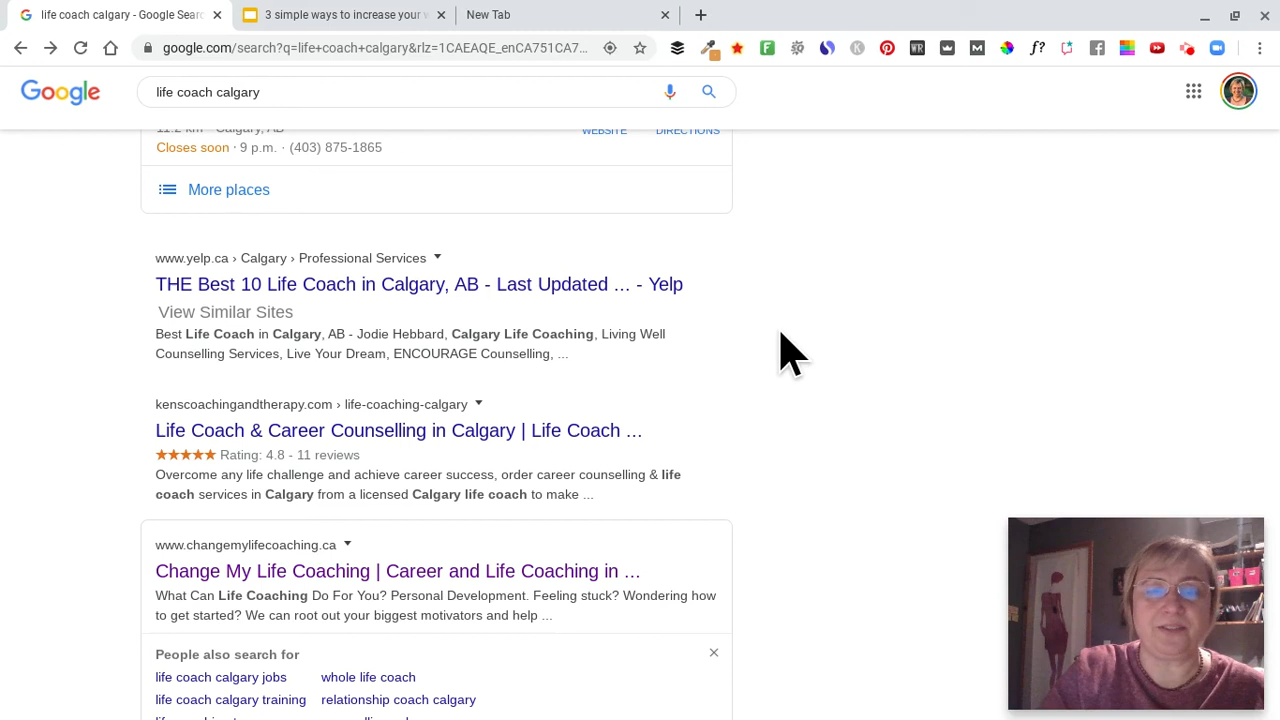 life coach calgary - Google Sear
3 simple ways to increase your
New Tab
google.com/search?q=life+coach+calgary&rlz=1CAEAQE_enCA751CA7...
Google
life coach calgary
11.2 km · Calgary, AB
WEBSITE DIRECTIONS
Closes soon · 9 p.m. · (403) 875-1865
More places
www.yelp.ca › Calgary › Professional Services
THE Best 10 Life Coach in Calgary, AB - Last Updated ... - Yelp
View Similar Sites
Best Life Coach in Calgary, AB - Jodie Hebbard, Calgary Life Coaching, Living Well
Counselling Services, Live Your Dream, ENCOURAGE Counselling, ...
kenscoachingandtherapy.com › life-coaching-calgary
Life Coach & Career Counselling in Calgary | Life Coach ...
Rating: 4.8 - 11 reviews
Overcome any life challenge and achieve career success, order career counselling & life
coach services in Calgary from a licensed Calgary life coach to make ...
www.changemylifecoaching.ca
Change My Life Coaching | Career and Life Coaching in ...
What Can Life Coaching Do For You? Personal Development. Feeling stuck? Wondering how
to get started? We can root out your biggest motivators and help ...
People also search for
life coach calgary jobs whole life coach
life coach calgary training relationship coach calgary